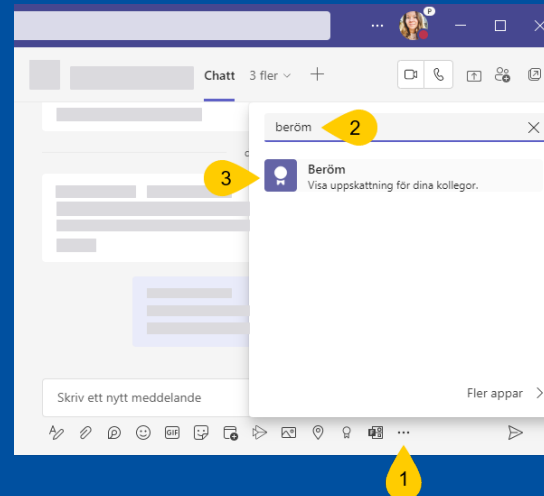 P
Chatt 3 fler
beröm 2
3 Beröm
Visa uppskattning för dina kollegor.
Fler appar
Skriv ett nytt meddelande
GIF
1